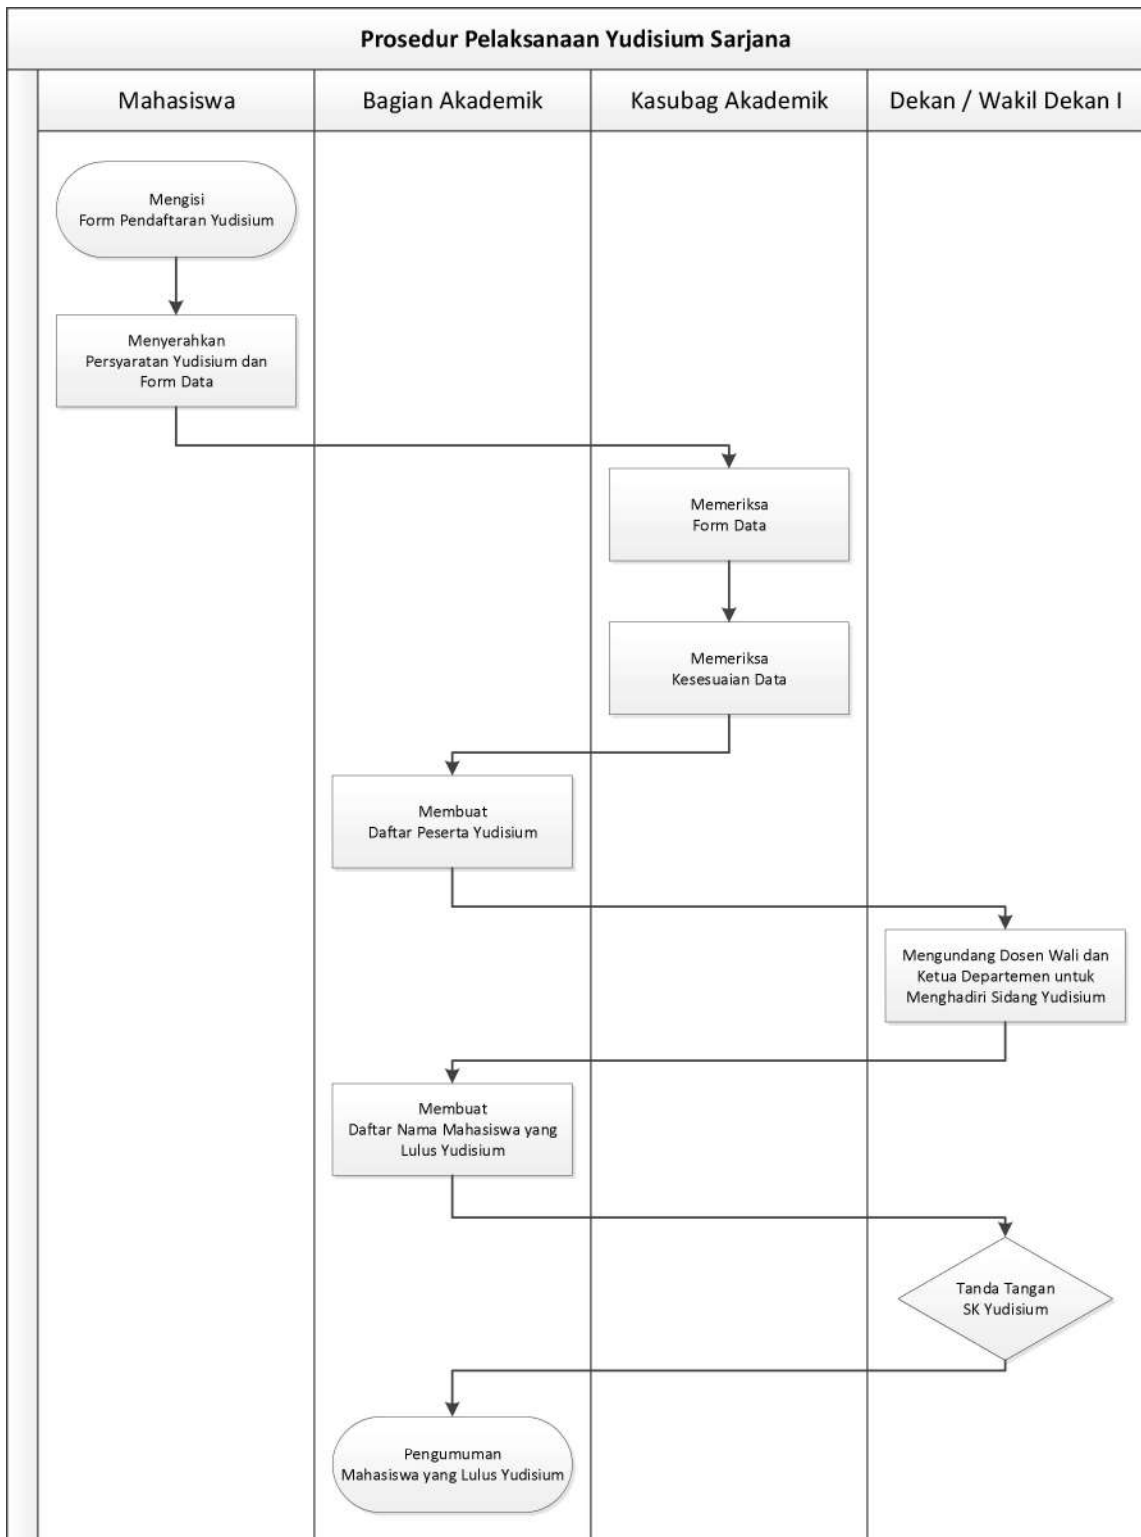 Prosedur Pelaksanaan Yudisium Sarjana
Mahasiswa
Bagian Akademik
Kasubag Akademik
Dekan / Wakil Dekan I
Mengisi
Form Pendaftaran Yudisium
Menyerahkan
Persyaratan Yudisium dan
Form Data
Memeriksa
Form Data
Memeriksa
Kesesuaian Data
Membuat
Daftar Peserta Yudisium
Mengundang Dosen Wali dan
Ketua Departemen untuk
Menghadiri Sidang Yudisium
Membuat
Daftar Nama Mahasiswa yang
Lulus Yudisium
Tanda Tangan
SK Yudisium
Pengumuman
Mahasiswa yang Lulus Yudisium